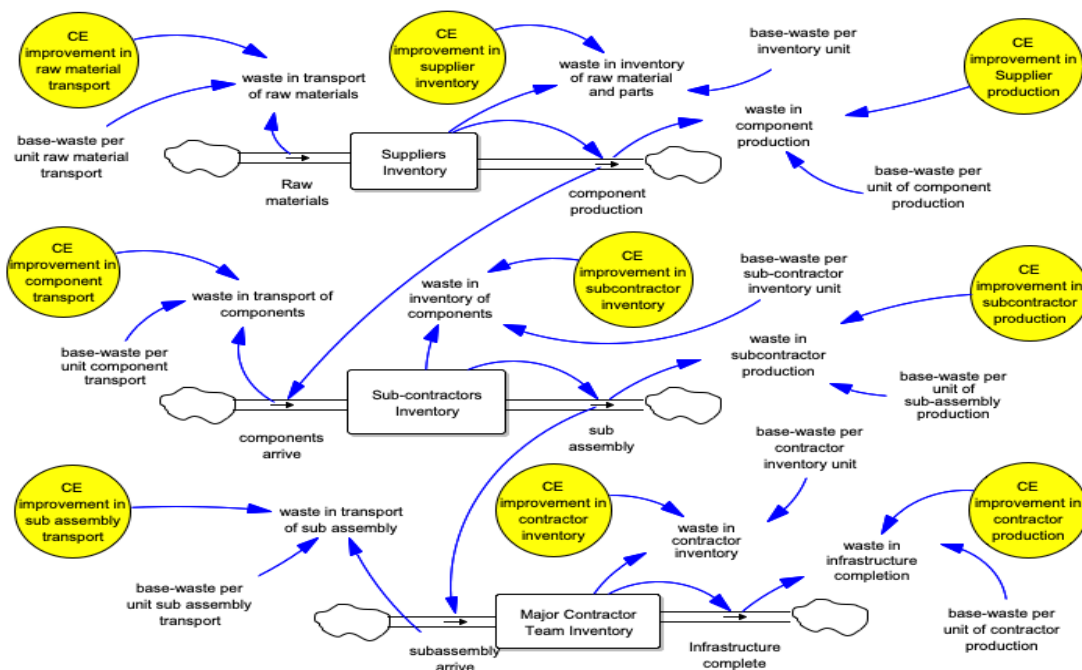 CE
improvement in
raw material
transport
waste in transport
of raw materials
base-waste per
unit raw material
transport
Raw
materials
CE
improvement in
supplier
inventory
waste in inventory
of raw material
and parts
base-waste per
inventory unit
CE
improvement in
Supplier
production
waste in
component
production
Suppliers
Inventory
component
production
base-waste per
unit of component
production
CE
improvement in
component
transport
waste in transport of
components
base-waste per
unit component
transport
components
arrive
waste in
inventory of
components
CE
improvement in
subcontractor
inventory
base-waste per
sub-contractor
inventory unit
CE
improvement in
subcontractor
production
waste in
subcontractor
production
Sub-contractors
Inventory
sub
assembly
base-waste per
unit of
sub-assembly
production
base-waste per
contractor
inventory unit
CE
improvement in
sub assembly
transport
waste in transport
of sub assembly
base-waste per
unit sub assembly
transport
subassembly
arrive
CE
improvement in
contractor
inventory
waste in
contractor
inventory
CE
improvement in
contractor
production
waste in
infrastructure
completion
Major Contractor
Team Inventory
Infrastructure
complete
base-waste per
unit of contractor
production